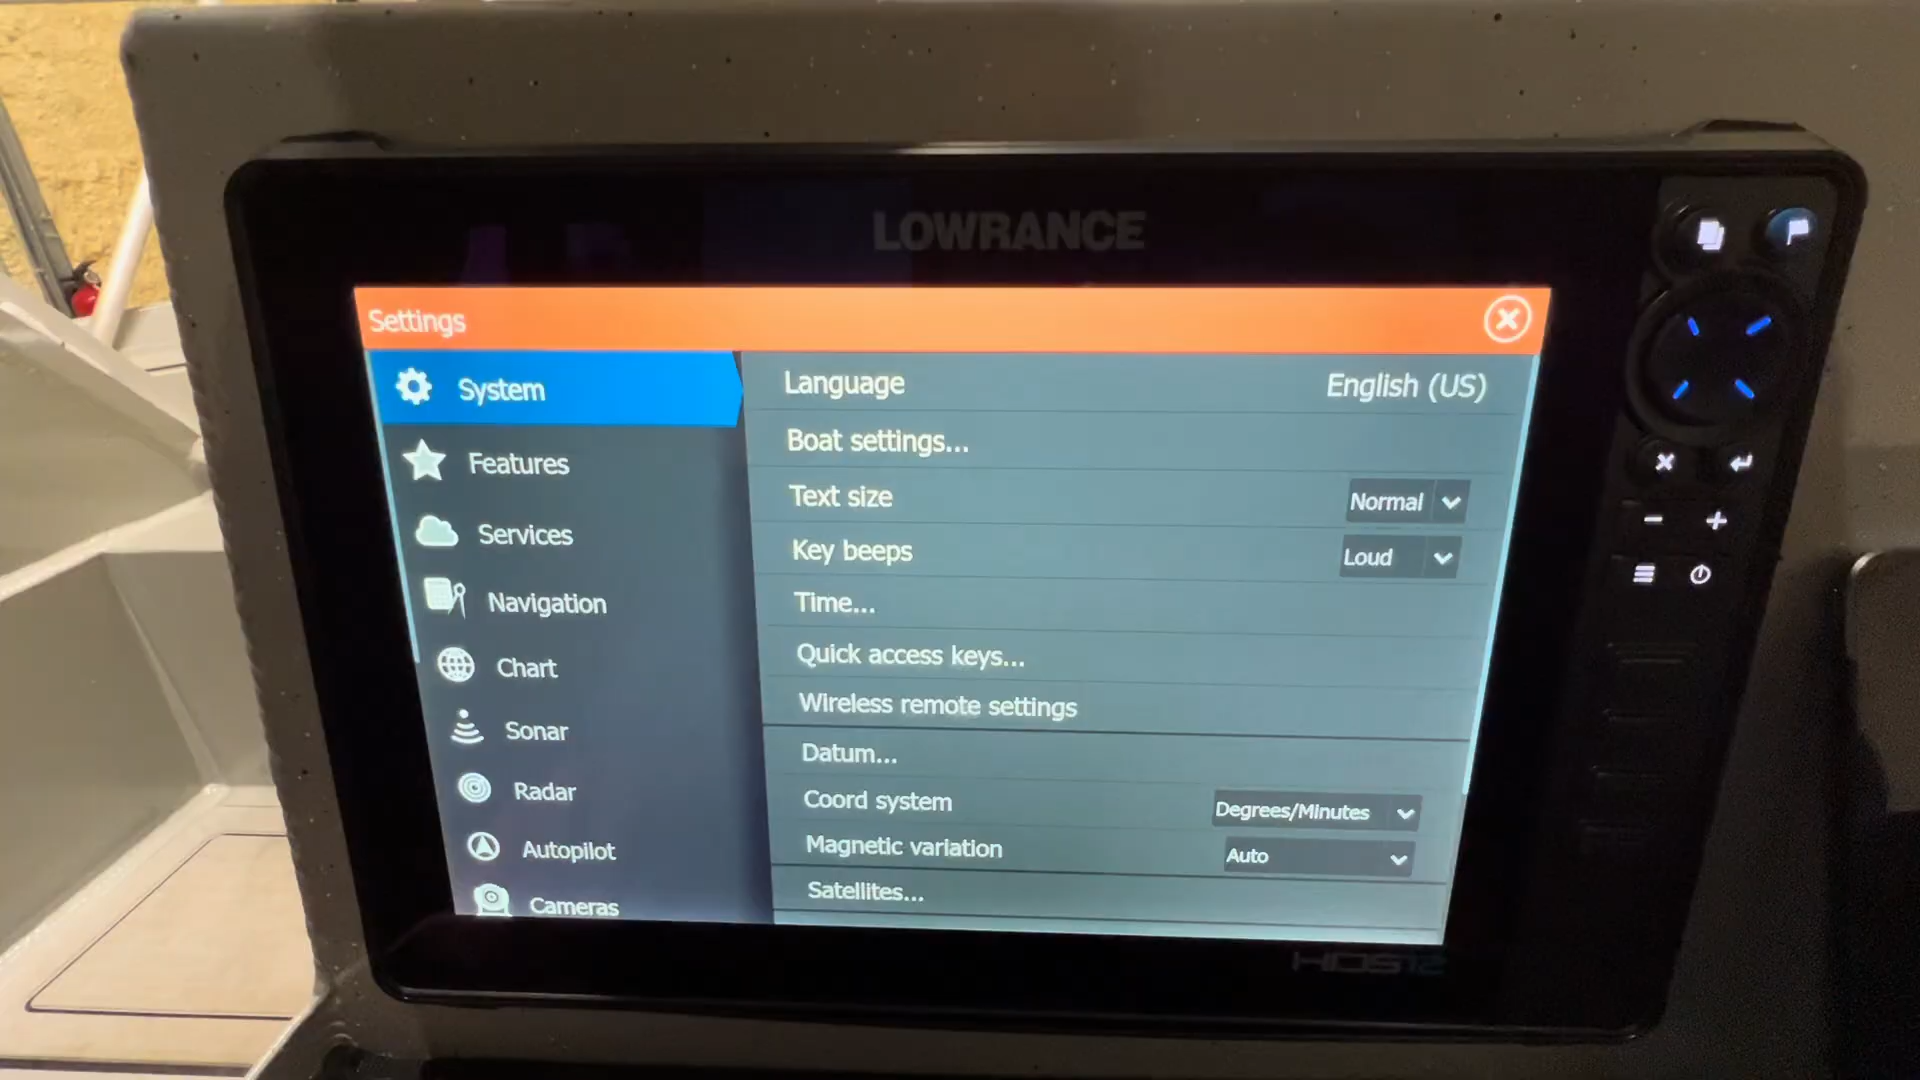 LOWRANCE
Settings
System
Features
Services
Navigation
Chart
Sonar
Radar
Autopilot
Cameras
Language English (US)
Boat settings...
Text size Normal
Key beeps Loud
Time...
Quick access keys...
Wireless remote settings
Datum...
Coord system Degrees/Minutes
Magnetic variation Auto
Satellites...
HDS12